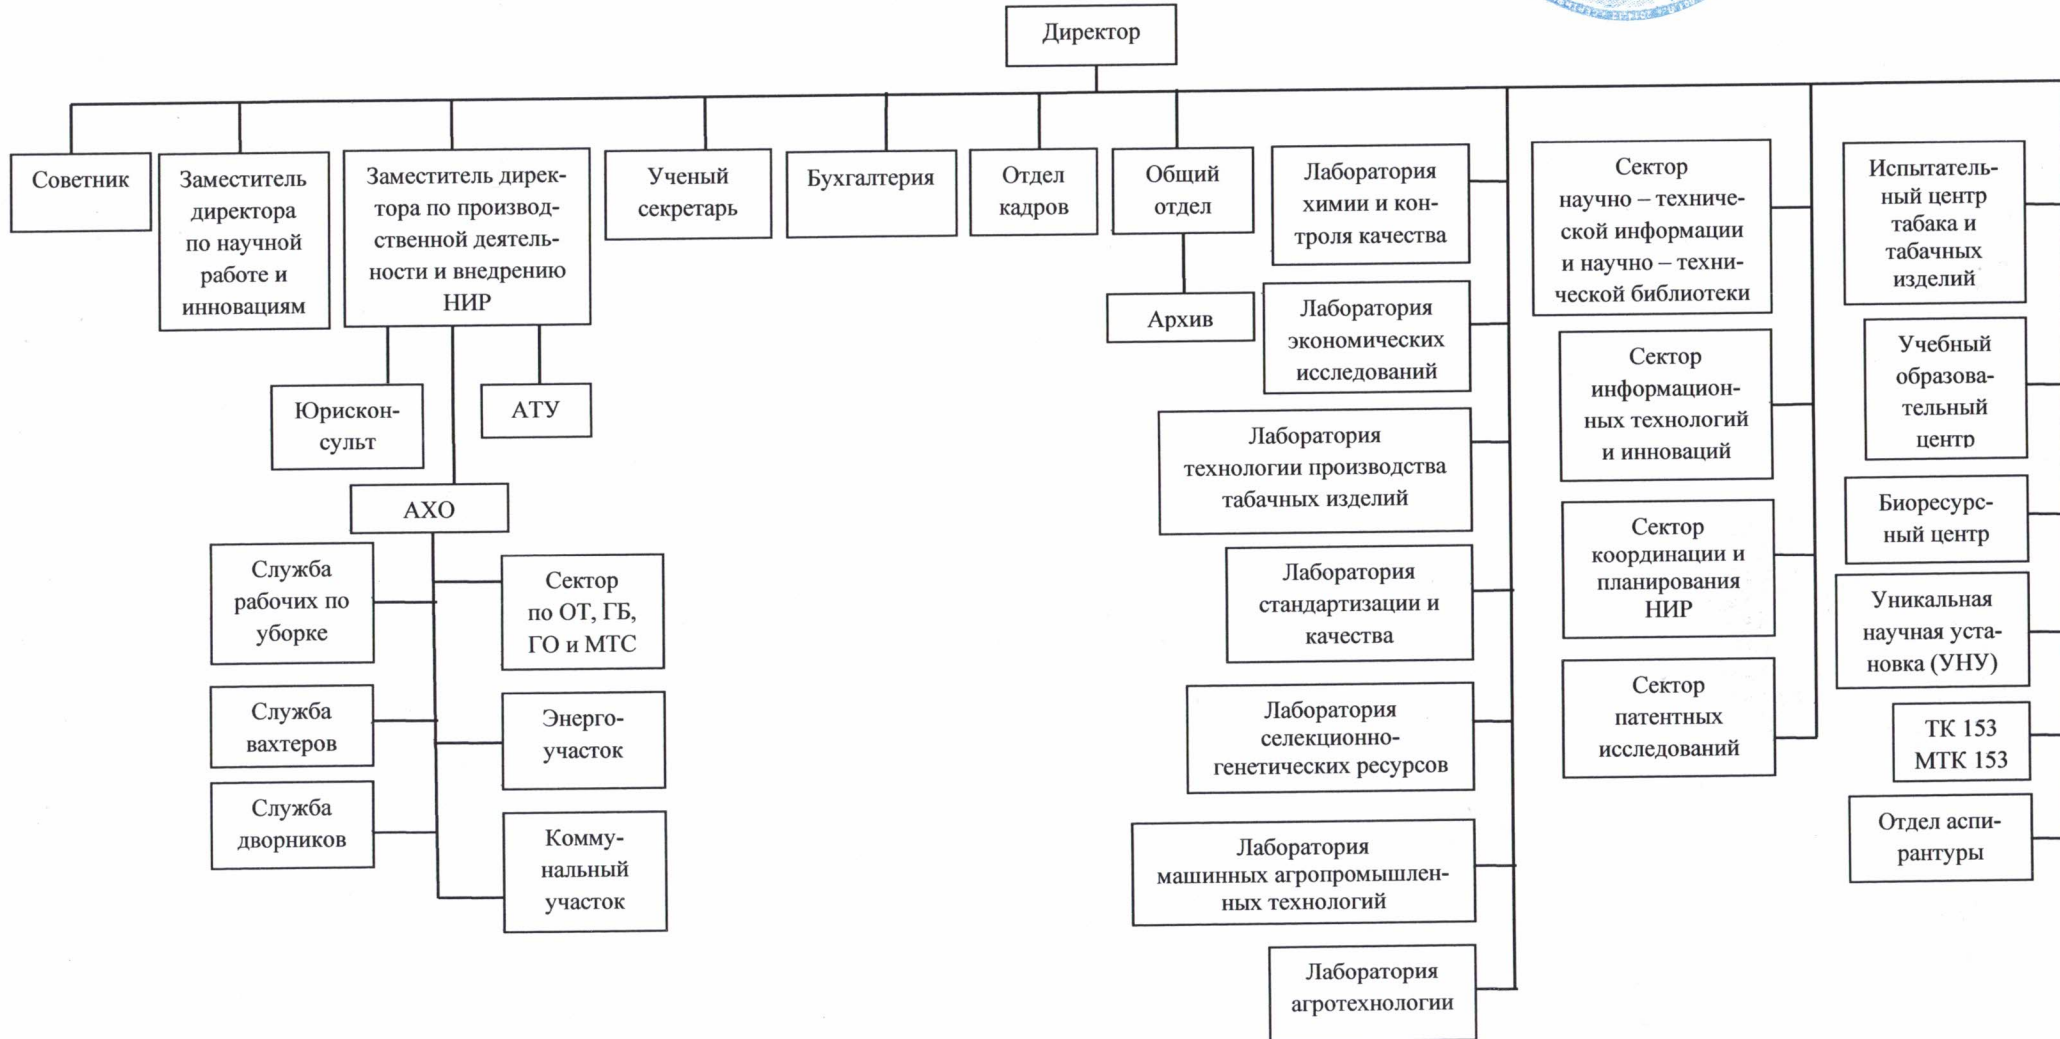 Директор
Советник
Заместитель
директора
по научной
работе и
инновациям
Заместитель дирек-
тора по производ-
ственной деятель-
ности и внедрению
НИР
Ученый
секретарь
Бухгалтерия
Отдел
кадров
Общий
отдел
Архив
Юрискон-
сульт
АТУ
АХО
Служба
рабочих по
уборке
Служба
вахтеров
Служба
дворников
Сектор
по ОТ, ГБ,
ГО и МТС
Энерго-
участок
Комму-
нальный
участок
Лаборатория
химии и кон-
троля качества
Лаборатория
экономических
исследований
Лаборатория
технологии производства
табачных изделий
Лаборатория
стандартизации и
качества
Лаборатория
селекционно-
генетических ресурсов
Лаборатория
машинных агропромышлен-
ных технологий
Лаборатория
агротехнологии
Сектор
научно – техниче-
ской информации
и научно – техни-
ческой библиотеки
Сектор
информацион-
ных технологий
и инноваций
Сектор
координации и
планирования
НИР
Сектор
патентных
исследований
Испытатель-
ный центр
табака и
табачных
изделий
Учебный
образова-
тельный
центр
Биоресурс-
ный центр
Уникальная
научная уста-
новка (УНУ)
ТК 153
МТК 153
Отдел аспи-
рантуры